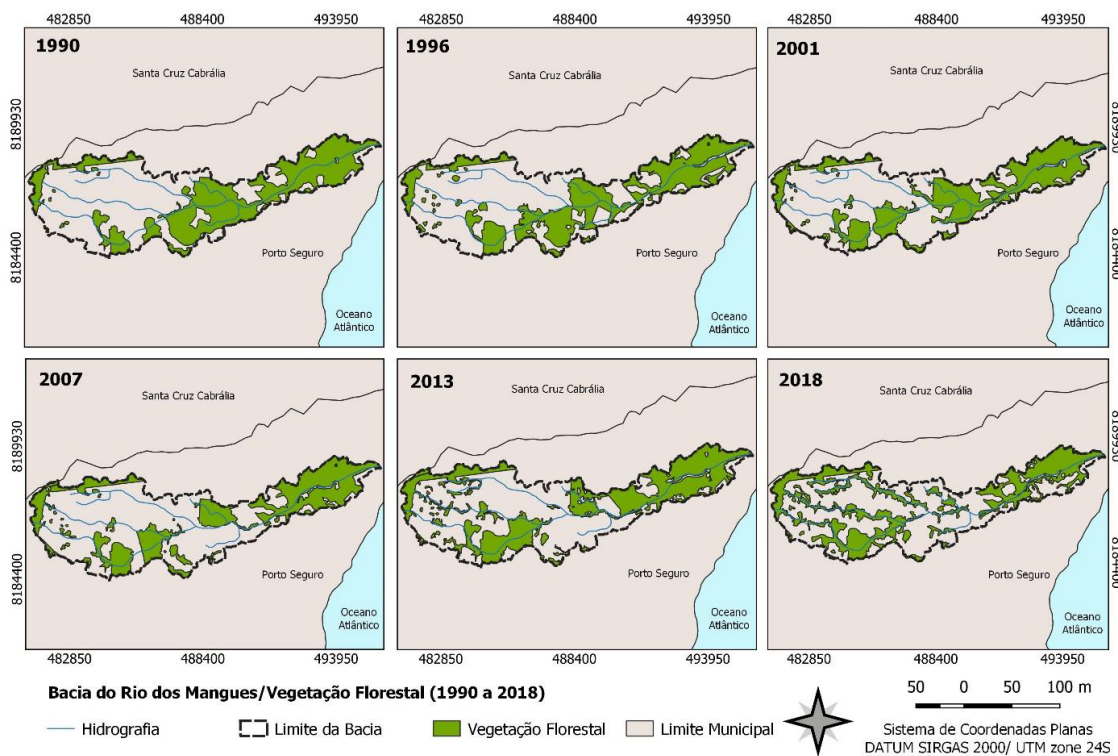 482850 488400 493950 482850 488400 493950 482850 488400 493950
1990
Santa Cruz Cabrália
8189930
8184400
Porto Seguro
Oceano
Atlântico
1996
Santa Cruz Cabrália
Porto Seguro
Oceano
Atlântico
2001
Santa Cruz Cabrália
8189930
8184400
Porto Seguro
Oceano
Atlântico
2007
Santa Cruz Cabrália
8189930
8184400
Porto Seguro
Oceano
Atlântico
2013
Santa Cruz Cabrália
Porto Seguro
Oceano
Atlântico
2018
Santa Cruz Cabrália
8189930
8184400
Porto Seguro
Oceano
Atlântico
482850 488400 493950 482850 488400 493950 482850 488400 493950
Bacia do Rio dos Mangues/Vegetação Florestal (1990 a 2018)
Hidrografia Limite da Bacia Vegetação Florestal Limite Municipal
50 0 50 100 m
Sistema de Coordenadas Planas
DATUM SIRGAS 2000/ UTM zone 24S